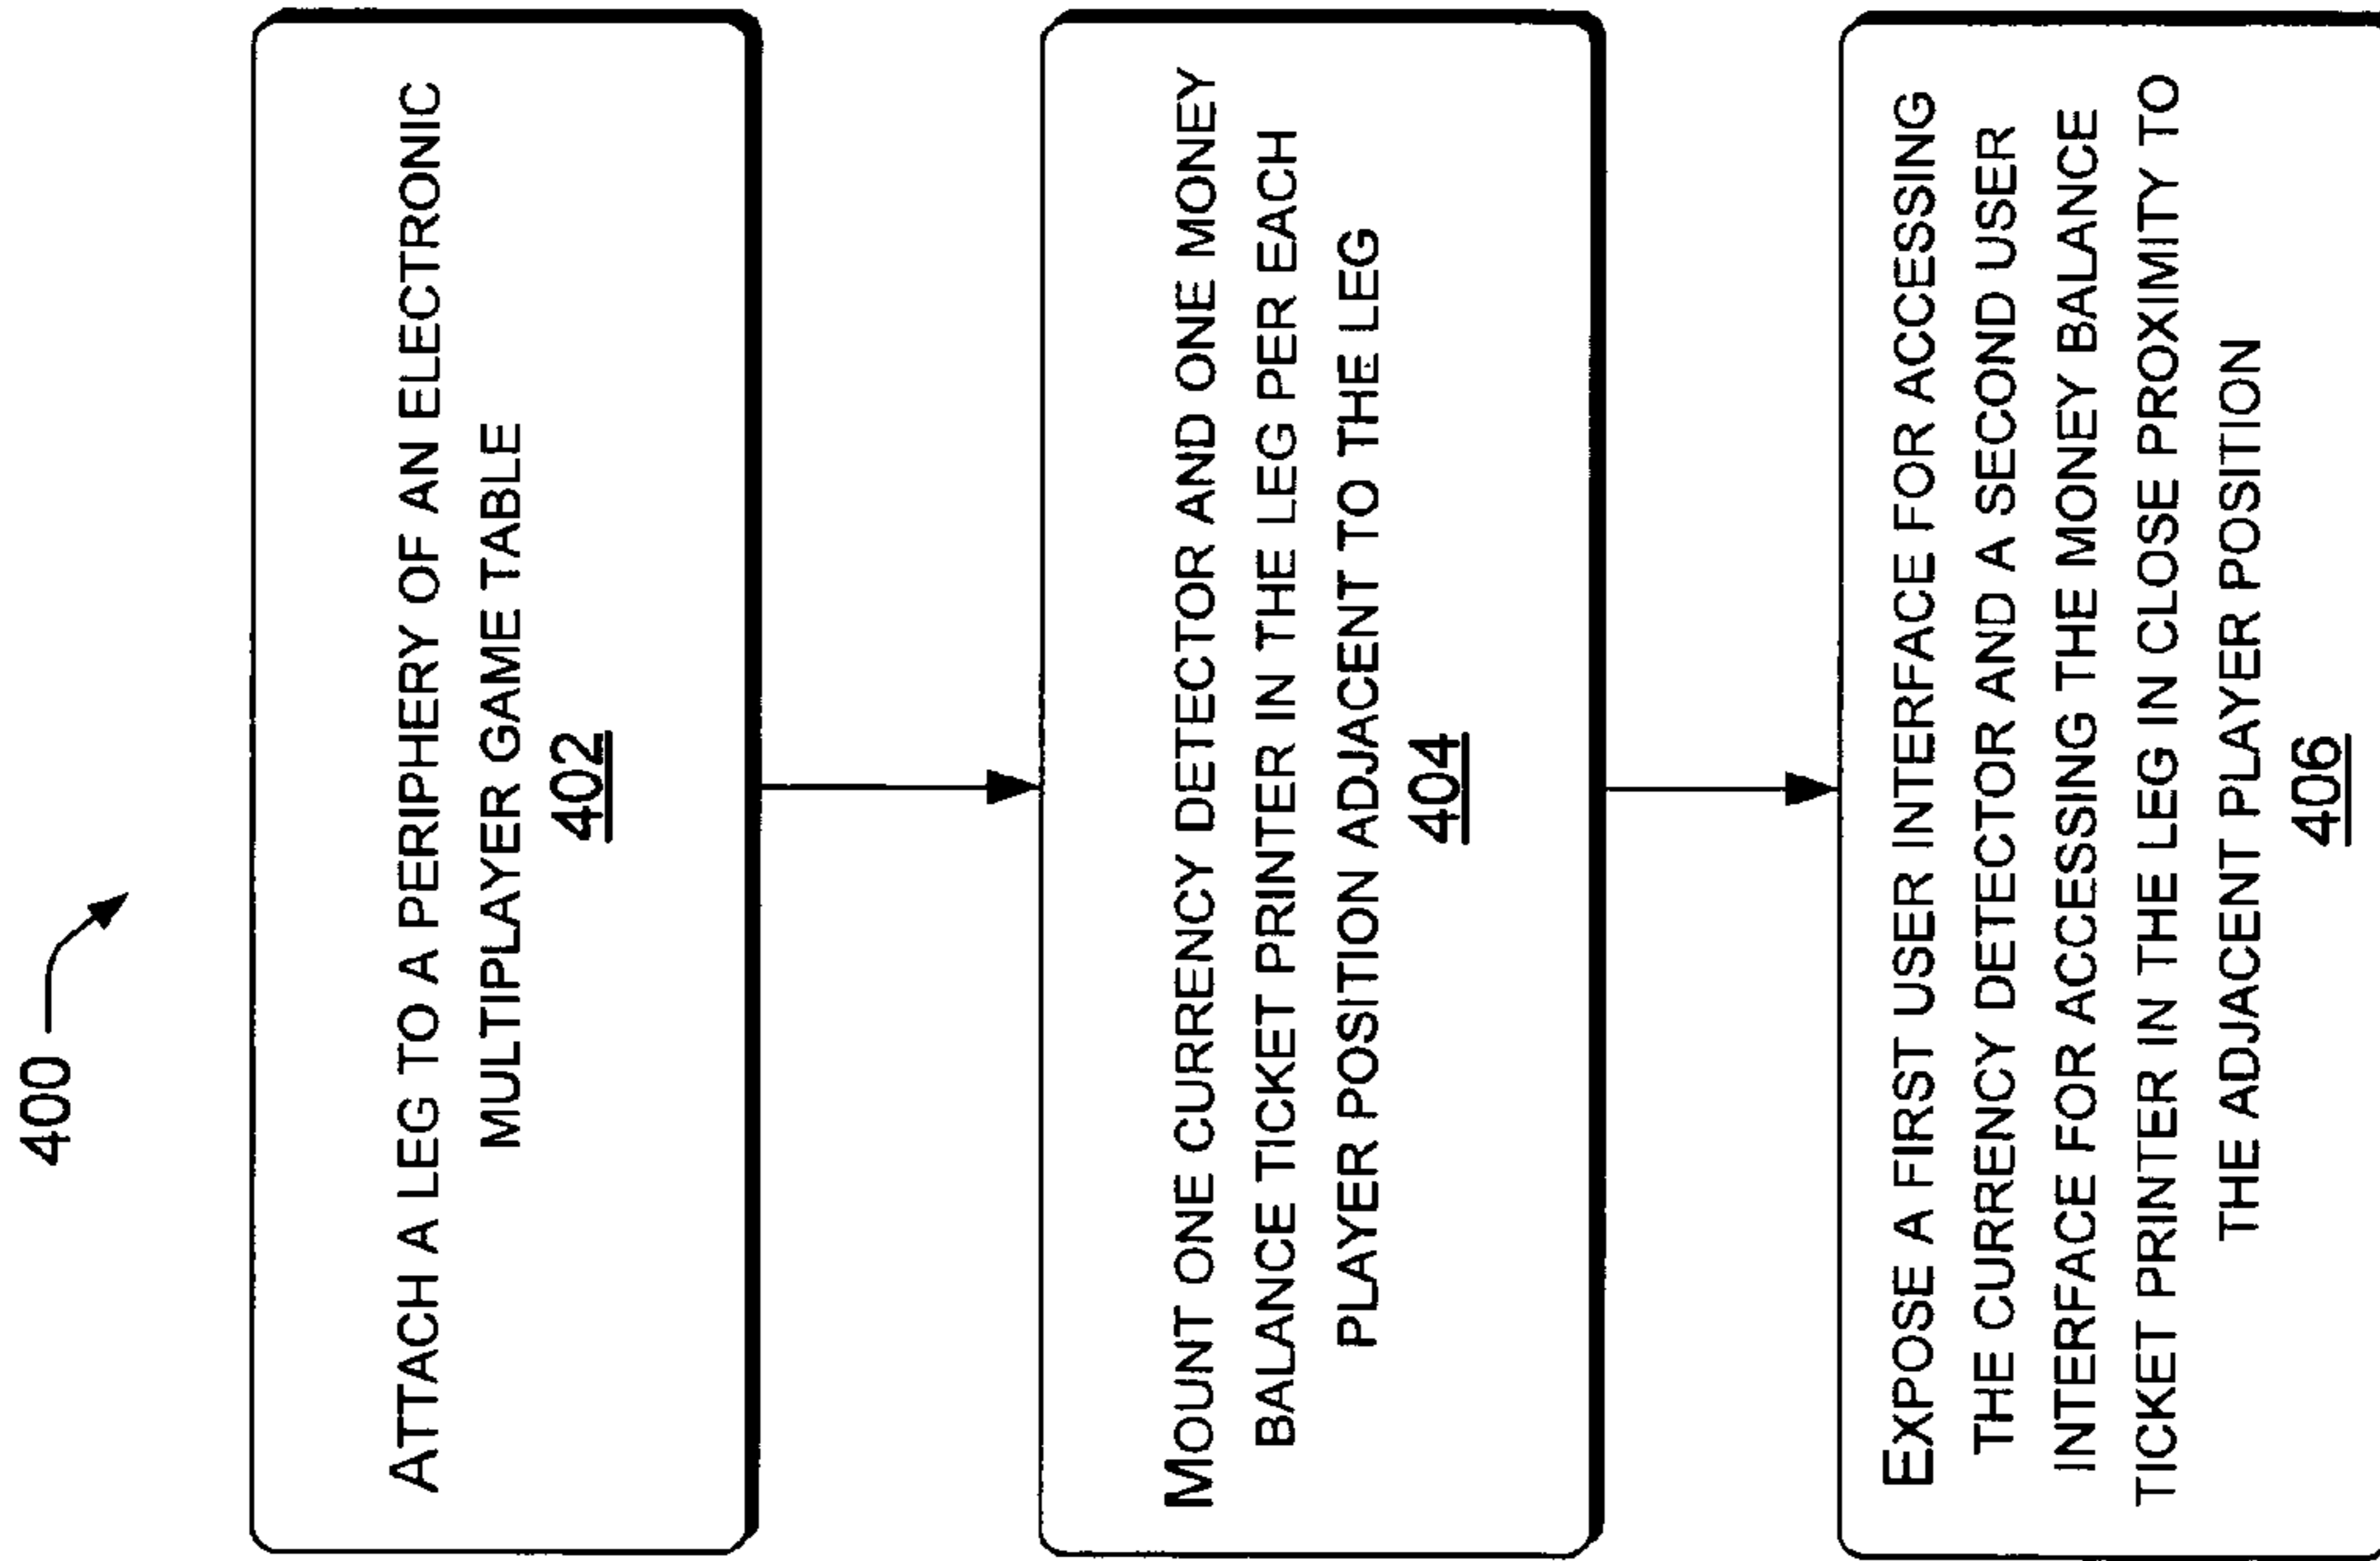 400
ATTACH A LEG TO A PERIPHERY OF AN ELECTRONIC
MULTIPLAYER GAME TABLE
402
MOUNT ONE CURRENCY DETECTOR AND ONE MONEY
BALANCE TICKET PRINTER IN THE LEG PER EACH
PLAYER POSITION ADJACENT TO THE LEG
404
EXPOSE A FIRST USER INTERFACE FOR ACCESSING
THE CURRENCY DETECTOR AND A SECOND USER
INTERFACE FOR ACCESSING THE MONEY BALANCE
TICKET PRINTER IN THE LEG IN CLOSE PROXIMITY TO
THE ADJACENT PLAYER POSITION
406